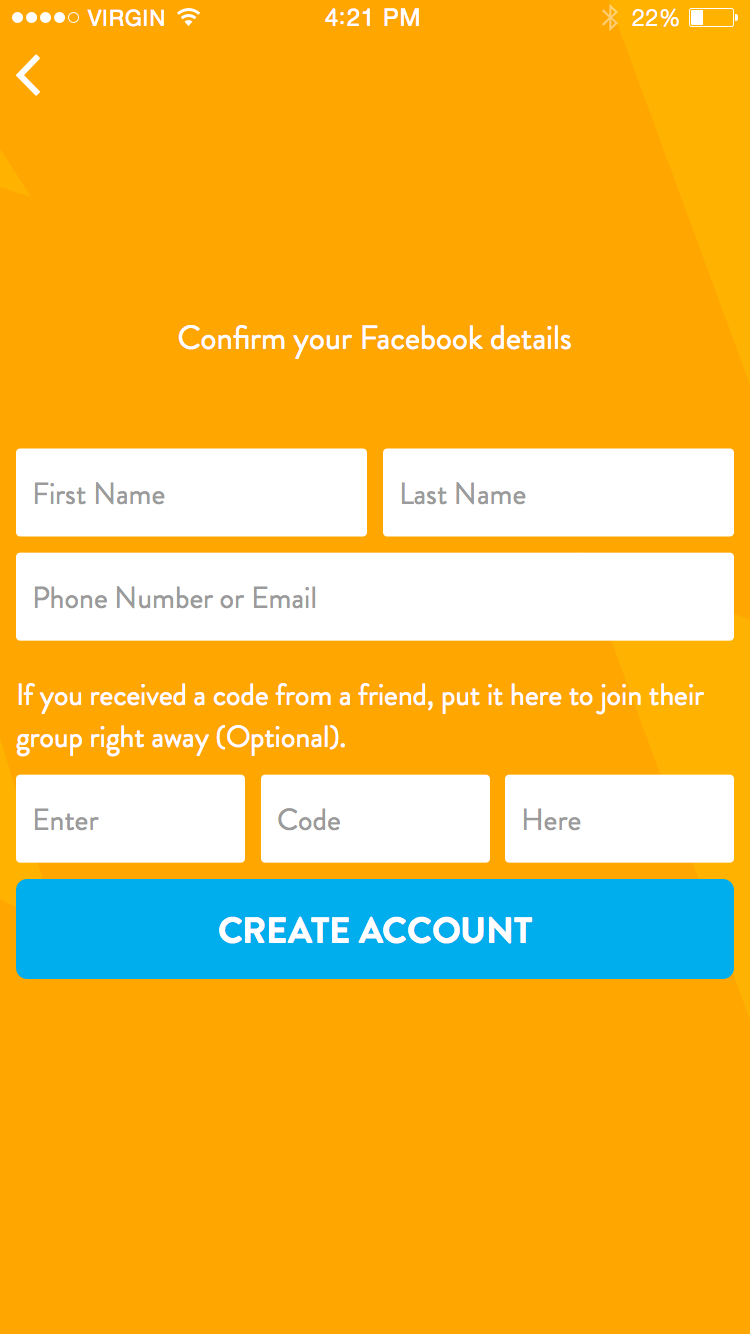 VIRGIN 4:21 PM 22%
Confirm your Facebook details
First Name Last Name
Phone Number or Email
If you received a code from a friend, put it here to join their
group right away (Optional).
Enter Code Here
CREATE ACCOUNT